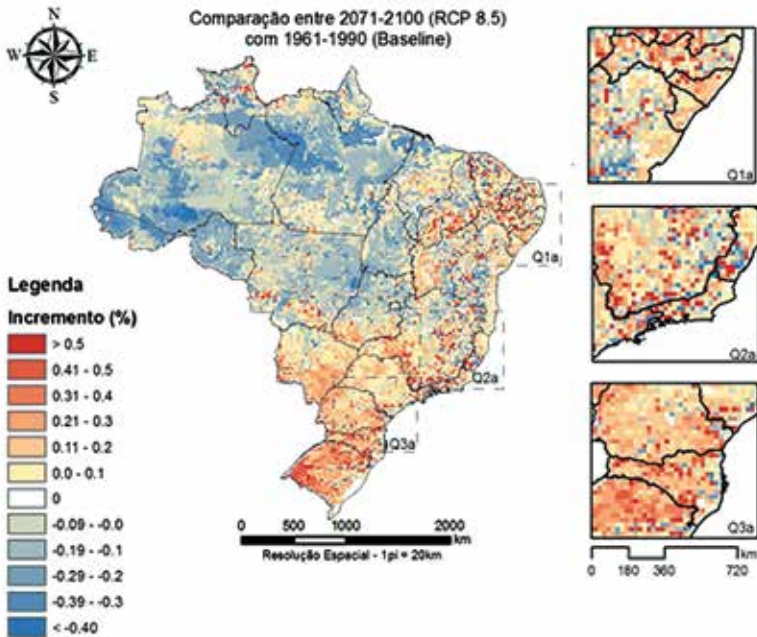 Comparação entre 2071-2100 (RCP 8.5)
com 1961-1990 (Baseline)
N
W E
S
Q1a
Q2a
Q3a
Legenda
Incremento (%)
> 0.5
0.41 - 0.5
0.31 - 0.4
0.21 - 0.3
0.11 - 0.2
0.0 - 0.1
0
-0.09 - -0.0
-0.19 - -0.1
-0.29 - -0.2
-0.39 - -0.3
< -0.40
0 500 1000 2000
km
Resolução Espacial - 1pi = 20km
Q1a
Q2a
Q3a
km
0 180 360 720